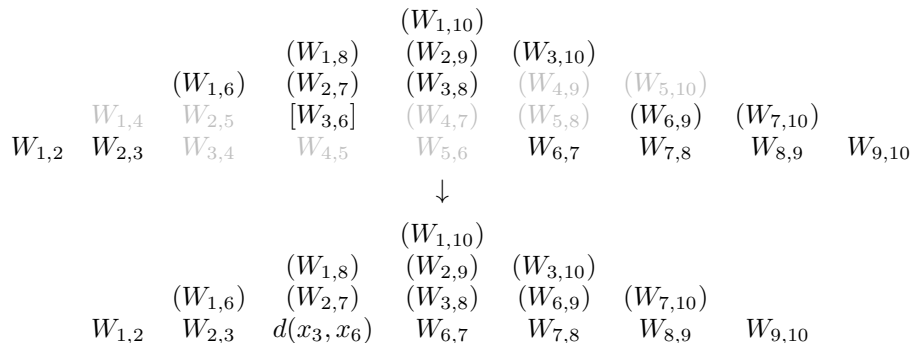 (W_{1,10})
(W_{1,8}) (W_{2,9}) (W_{3,10})
(W_{1,6}) (W_{2,7}) (W_{3,8}) (W_{4,9}) (W_{5,10})
W_{1,4} W_{2,5} [W_{3,6}] (W_{4,7}) (W_{5,8}) (W_{6,9}) (W_{7,10})
W_{1,2} W_{2,3} W_{3,4} W_{4,5} W_{5,6} W_{6,7} W_{7,8} W_{8,9} W_{9,10}
↓
(W_{1,10})
(W_{1,8}) (W_{2,9}) (W_{3,10})
(W_{1,6}) (W_{2,7}) (W_{3,8}) (W_{6,9}) (W_{7,10})
W_{1,2} W_{2,3} d(x_3, x_6) W_{6,7} W_{7,8} W_{8,9} W_{9,10}